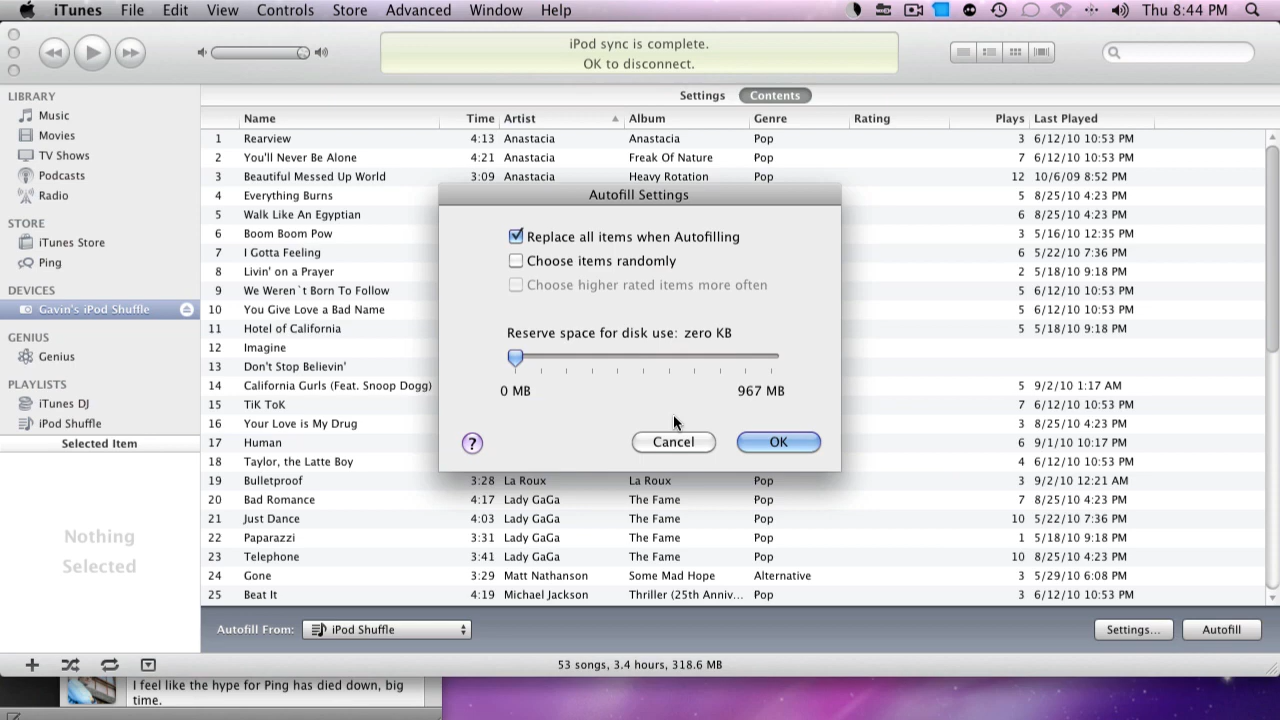 iTunes File Edit View Controls Store Advanced Window Help Thu 8:44 PM
iPod sync is complete.
OK to disconnect.
Settings Contents
LIBRARY
Music
Movies
TV Shows
Podcasts
Radio
STORE
iTunes Store
Ping
DEVICES
Gavin's iPod Shuffle
GENIUS
Genius
PLAYLISTS
iTunes DJ
iPod Shuffle
Selected Item
Nothing
Selected
Name Time Artist Album Genre Rating Plays Last Played
1 Rearview 4:13 Anastacia Anastacia Pop 3 6/12/10 10:53 PM
2 You'll Never Be Alone 4:21 Anastacia Freak Of Nature Pop 7 6/12/10 10:53 PM
3 Beautiful Messed Up World 3:09 Anastacia Heavy Rotation Pop 12 10/6/09 8:52 PM
4 Everything Burns 5 8/25/10 4:23 PM
5 Walk Like An Egyptian 6 8/25/10 4:23 PM
6 Boom Boom Pow 3 5/16/10 12:35 PM
7 I Gotta Feeling 6 5/22/10 7:36 PM
8 Livin' on a Prayer 2 5/18/10 9:18 PM
9 We Weren`t Born To Follow 5 6/12/10 10:53 PM
10 You Give Love a Bad Name 5 6/12/10 10:53 PM
11 Hotel of California 5 5/18/10 9:18 PM
12 Imagine
13 Don't Stop Believin'
14 California Gurls (Feat. Snoop Dogg) 5 9/2/10 1:17 AM
15 TiK ToK 7 6/12/10 10:53 PM
16 Your Love is My Drug 3 8/25/10 4:23 PM
17 Human 6 9/1/10 10:17 PM
18 Taylor, the Latte Boy 4 6/12/10 10:53 PM
19 Bulletproof 3:28 La Roux La Roux Pop 3 9/2/10 12:21 AM
20 Bad Romance 4:17 Lady GaGa The Fame Pop 7 8/25/10 4:23 PM
21 Just Dance 4:03 Lady GaGa The Fame Pop 10 5/22/10 7:36 PM
22 Paparazzi 3:31 Lady GaGa The Fame Pop 1 5/18/10 9:18 PM
23 Telephone 3:41 Lady GaGa The Fame Pop 10 8/25/10 4:23 PM
24 Gone 3:29 Matt Nathanson Some Mad Hope Alternative 3 5/29/10 6:08 PM
25 Beat It 4:19 Michael Jackson Thriller (25th Anniv... Pop 3 6/12/10 10:53 PM
Autofill Settings
Replace all items when Autofilling
Choose items randomly
Choose higher rated items more often
Reserve space for disk use: zero KB
0 MB 967 MB
? Cancel OK
Autofill From: iPod Shuffle Settings... Autofill
53 songs, 3.4 hours, 318.6 MB
I feel like the hype for Ping has died down, big
time.